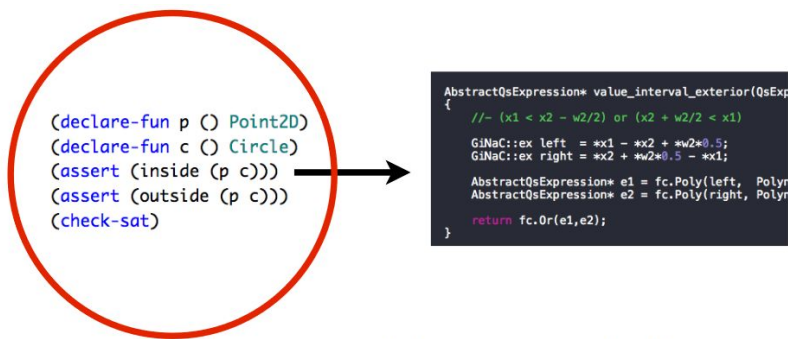 (declare-fun p () Point2D)
(declare-fun c () Circle)
(assert (inside (p c)))
(assert (outside (p c)))
(check-sat)
AbstractQsExpression* value_interval_exterior(QsExp
{
//- (x1 < x2 - w2/2) or (x2 + w2/2 < x1)
GiNaC::ex left = *x1 - *x2 + *w2*0.5;
GiNaC::ex right = *x2 + *w2*0.5 - *x1;
AbstractQsExpression* e1 = fc.Poly(left, Polyn
AbstractQsExpression* e2 = fc.Poly(right, Polyn
return fc.Or(e1,e2);
}